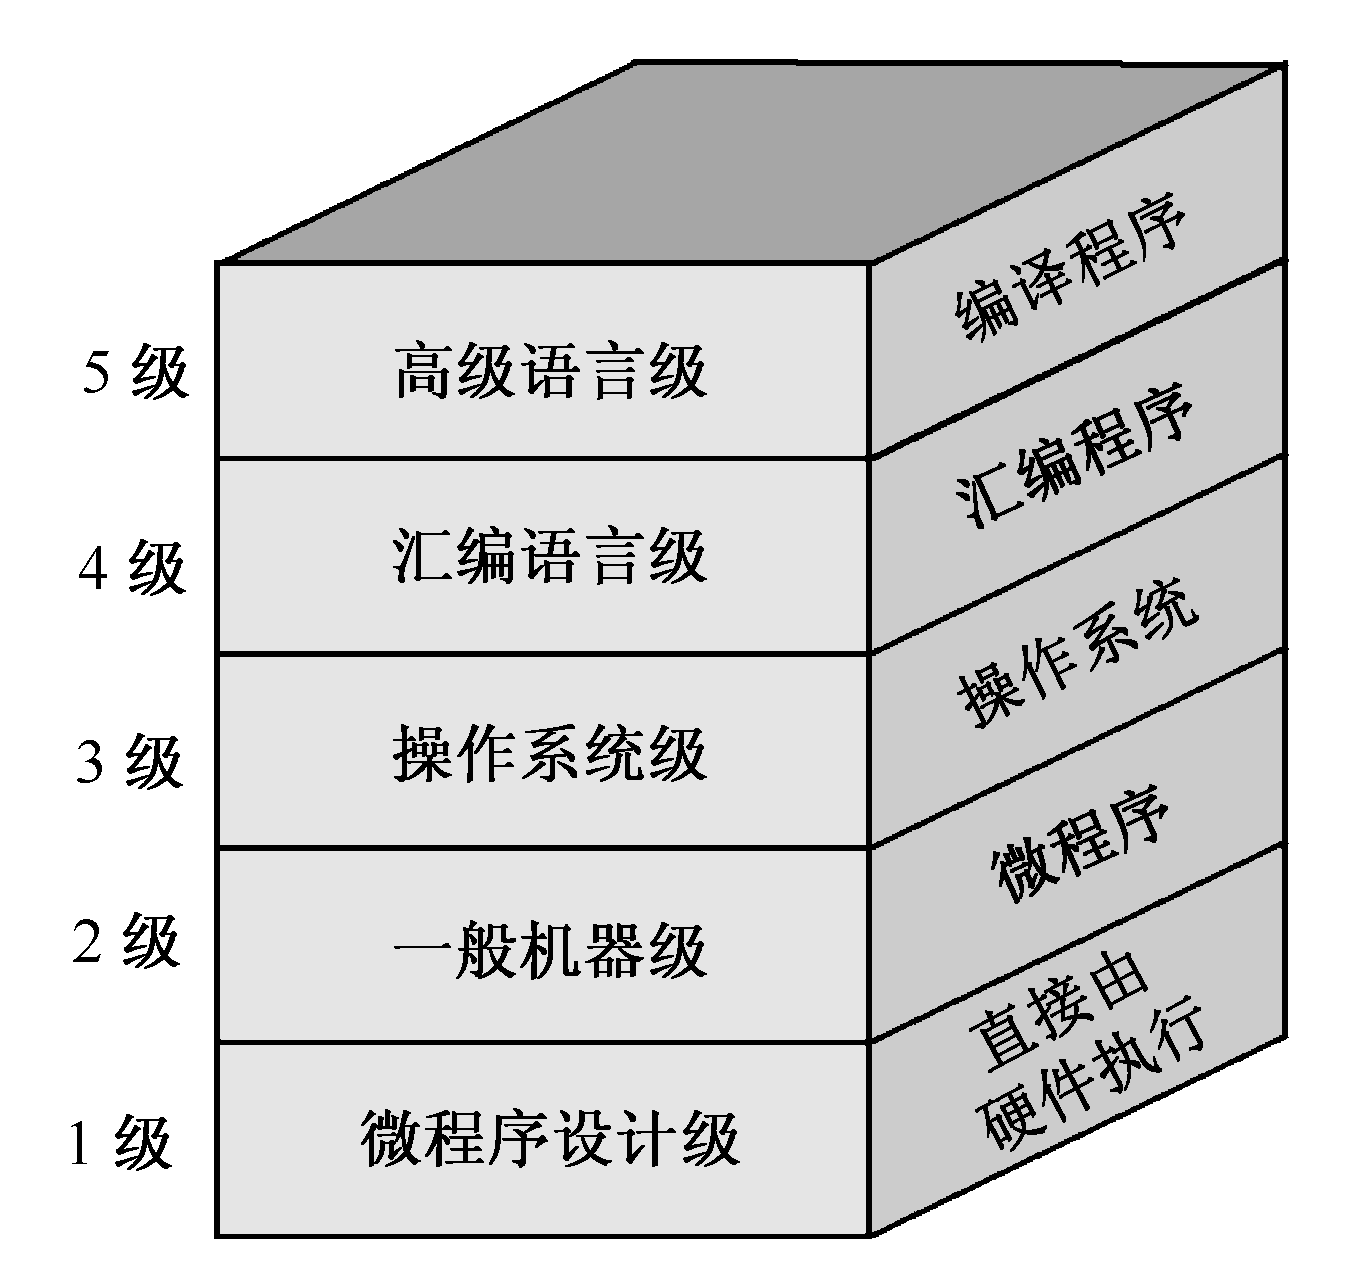 编译程序
5 级
高级语言级
汇编程序
4 级
汇编语言级
操作系统
3 级
操作系统级
微程序
2 级
一般机器级
直接由
硬件执行
1 级
微程序设计级